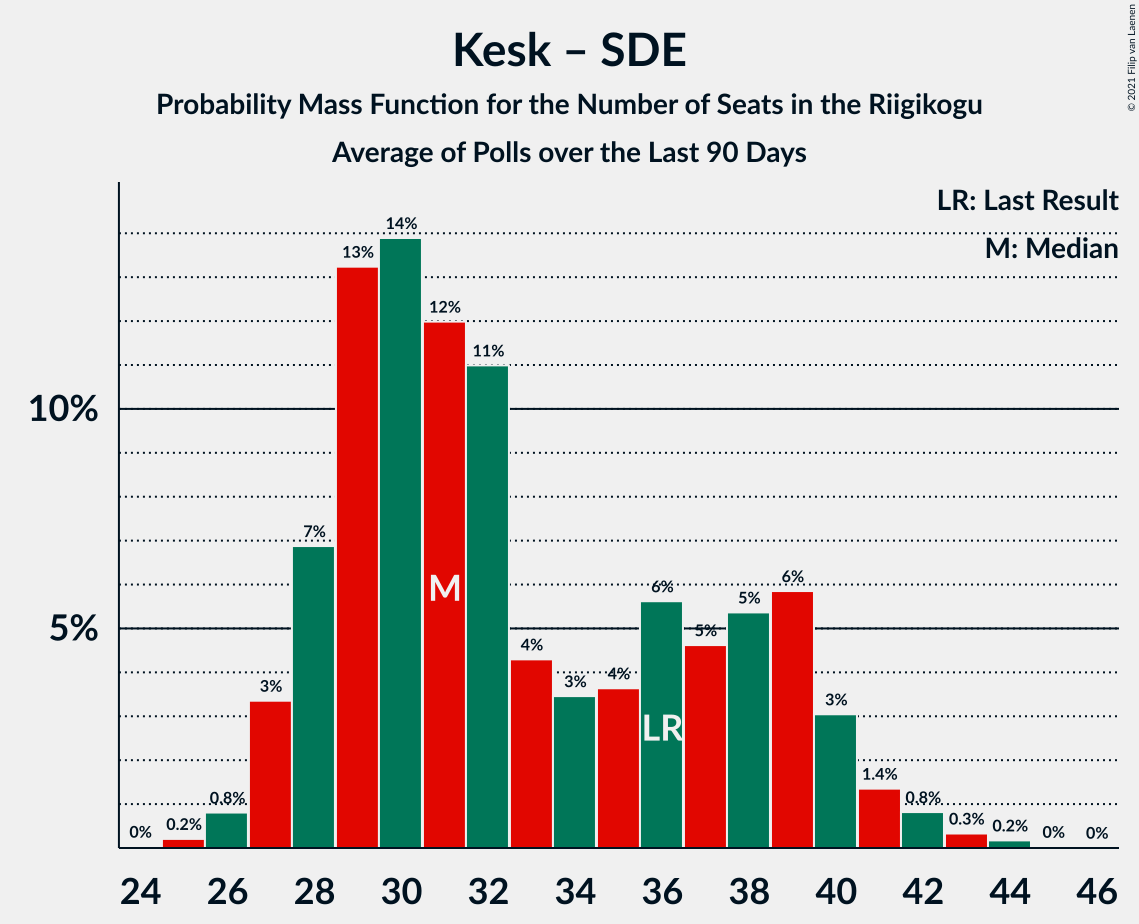 Kesk – SDE
Probability Mass Function for the Number of Seats in the Riigikogu
Average of Polls over the Last 90 Days
© 2021 Filip van Laenen
LR: Last Result
M: Median
10%
5%
0%
0.2%
0.8%
3%
7%
13%
14%
12%
11%
4%
3%
4%
6%
5%
5%
6%
3%
1.4%
0.8%
0.3%
0.2%
0%
0%
M
LR
24 26 28 30 32 34 36 38 40 42 44 46